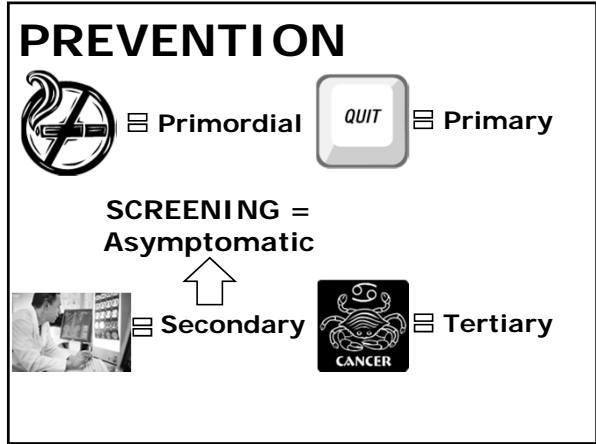 PREVENTION
= Primordial
QUIT
= Primary
SCREENING =
Asymptomatic
= Secondary
CANCER
= Tertiary